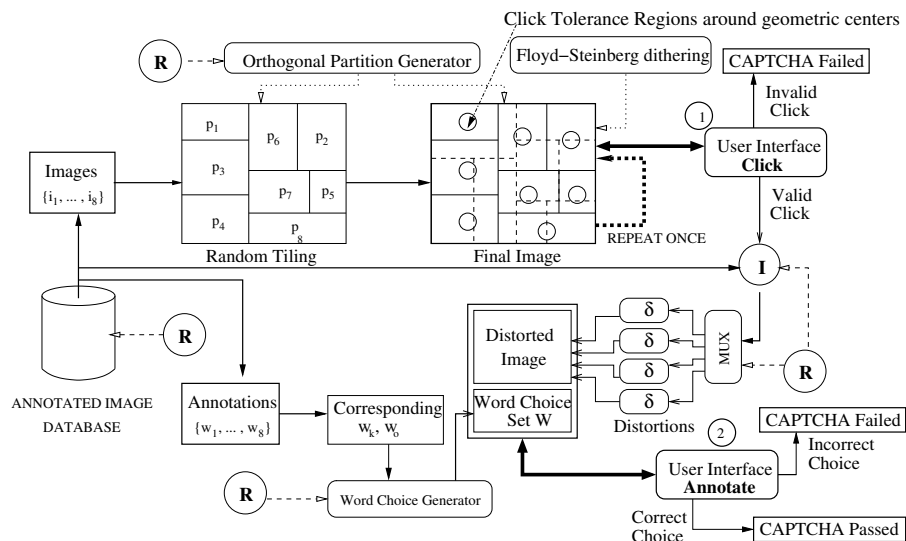 Click Tolerance Regions around geometric centers
R
Orthogonal Partition Generator
Floyd–Steinberg dithering
CAPTCHA Failed
Invalid
Click
1
User Interface
Click
Valid
Click
Images
{i1, ... , i8}
p1
p6
p2
p3
p7
p5
p4
p8
Random Tiling
Final Image
REPEAT ONCE
I
R
ANNOTATED IMAGE
DATABASE
Distorted
Image
δ
δ
δ
δ
MUX
R
Distortions
Word Choice
Set W
Annotations
{w1, ... , w8}
Corresponding
wk, wo
R
Word Choice Generator
2
User Interface
Annotate
CAPTCHA Failed
Incorrect
Choice
Correct
Choice
CAPTCHA Passed